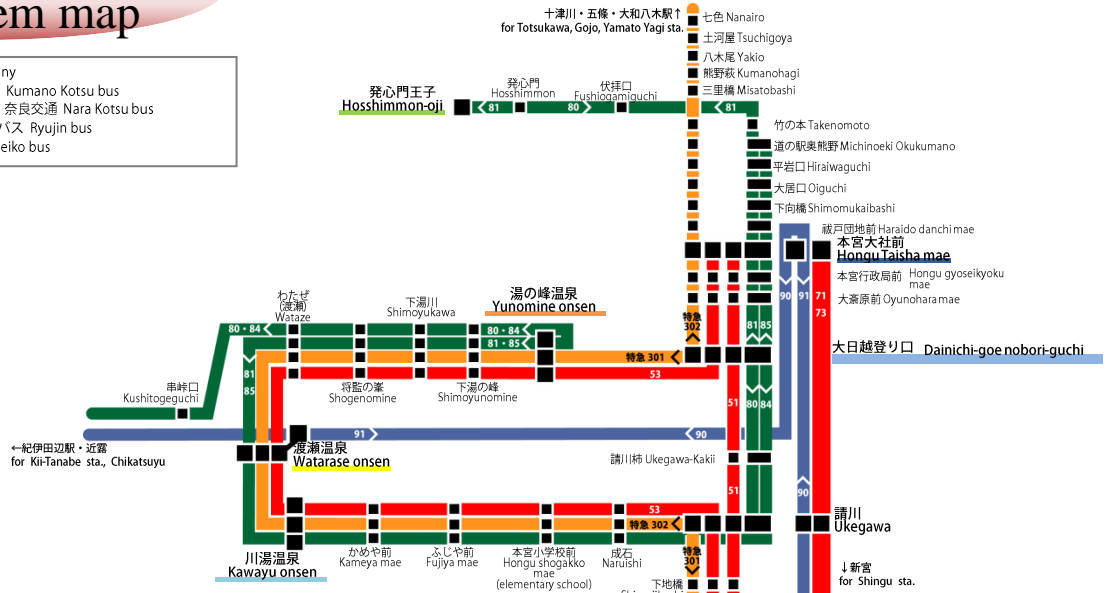 em map
ny
Kumano Kotsu bus
奈良交通 Nara Kotsu bus
バス Ryujin bus
eiko bus
十津川・五條・大和八木駅↑
for Totsukawa, Gojo, Yamato Yagi sta.
七色 Nanairo
土河屋 Tsuchigoya
八木尾 Yakio
熊野萩 Kumanohagi
三里橋 Misatobashi
発心門王子
Hosshimmon-oji
発心門
Hosshimmon
伏拝口
Fushiogamiguchi
81
80
81
竹の本 Takenomoto
道の駅奥熊野 Michinoeki Okukumano
平岩口 Hiraiwaguchi
大居口 Oiguchi
下向橋 Shimomukaibashi
祓戸団地前 Haraido danchi mae
本宮大社前
Hongu Taisha mae
本宮行政局前 Hongu gyoseikyoku
mae
大斎原前 Oyunohara mae
90
91
71
73
特急
302
81 85
大日越登り口 Dainichi-goe nobori-guchi
わたぜ
(渡瀬)
Wataze
下湯川
Shimoyukawa
湯の峰温泉
Yunomine onsen
80・84
80・84
81・85
特急 301
53
81
85
将監の峯
Shogenomine
下湯の峰
Shimoyunomine
串峠口
Kushitogeguchi
51
80 84
91
90
←紀伊田辺駅・近露
for Kii-Tanabe sta., Chikatsuyu
渡瀬温泉
Watarase onsen
請川柿 Ukegawa-Kakii
51
90
53
特急 302
請川
Ukegawa
川湯温泉
Kawayu onsen
かめや前
Kameya mae
ふじや前
Fujiya mae
本宮小学校前
Hongu shogakko
mae
(elementary school)
成石
Naruishi
特急
301
下地橋
↓新宮
for Shingu sta.